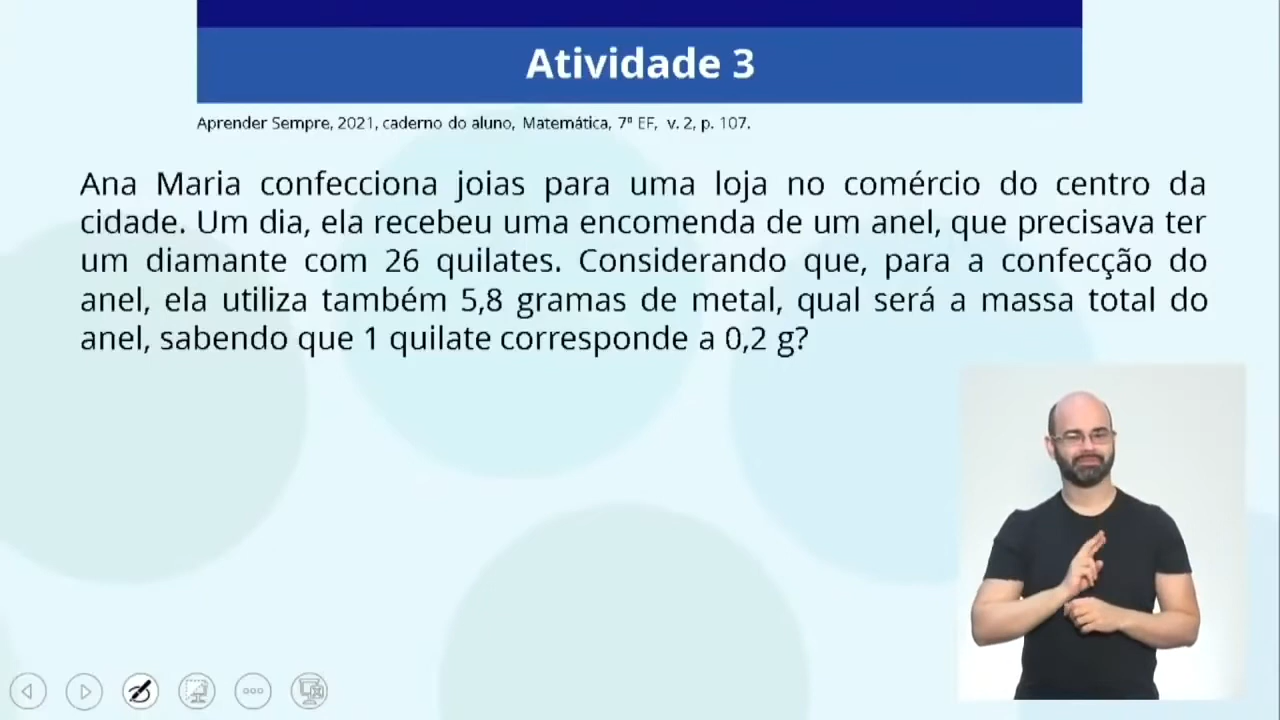 Atividade 3
Aprender Sempre, 2021, caderno do aluno, Matemática, 7º EF, v. 2, p. 107.
Ana Maria confecciona joias para uma loja no comércio do centro da
cidade. Um dia, ela recebeu uma encomenda de um anel, que precisava ter
um diamante com 26 quilates. Considerando que, para a confecção do
anel, ela utiliza também 5,8 gramas de metal, qual será a massa total do
anel, sabendo que 1 quilate corresponde a 0,2 g?